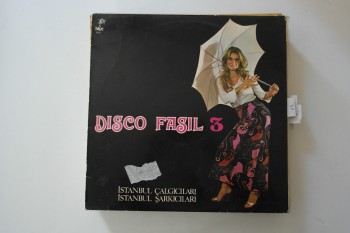 DISCO FASIL 3
İSTANBUL ÇALGICILARI
İSTANBUL ŞARKICILARI